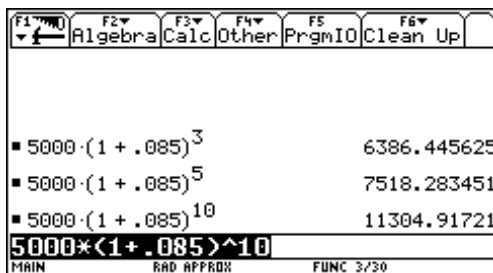 F1 F2 F3 F4 F5 F6
Algebra Calc Other PrgmIO Clean Up
▪ 5000·(1 + .085)³ 6386.445625
▪ 5000·(1 + .085)⁵ 7518.283451
▪ 5000·(1 + .085)¹⁰ 11304.91721
5000*(1+.085)^10
MAIN RAD APPROX FUNC 3/30